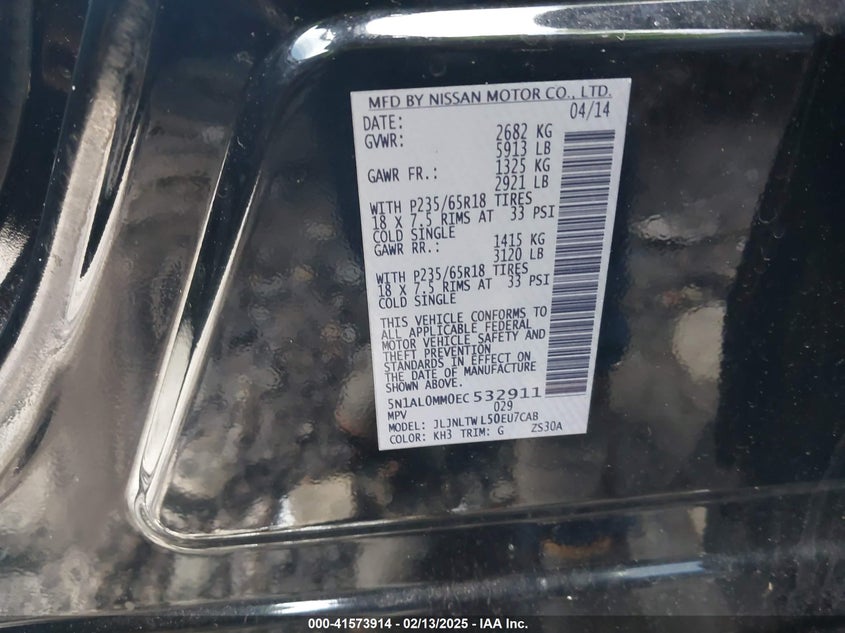 MFD BY NISSAN MOTOR CO., LTD.
DATE: 04/14
GVWR: 2682 KG
5913 LB
GAWR FR.: 1325 KG
2921 LB
WITH P235/65R18 TIRES
18 X 7.5 RIMS AT 33 PSI
COLD SINGLE
GAWR RR.: 1415 KG
3120 LB
WITH P235/65R18 TIRES
18 X 7.5 RIMS AT 33 PSI
COLD SINGLE
THIS VEHICLE CONFORMS TO
ALL APPLICABLE FEDERAL
MOTOR VEHICLE SAFETY AND
THEFT PREVENTION
STANDARDS IN EFFECT ON
THE DATE OF MANUFACTURE
SHOWN ABOVE.
5N1AL0MM0EC532911
MPV 029
MODEL: JLJNLTWL50EU7CAB
COLOR: KH3 TRIM: G ZS30A
000-41573914 - 02/13/2025 - IAA Inc.